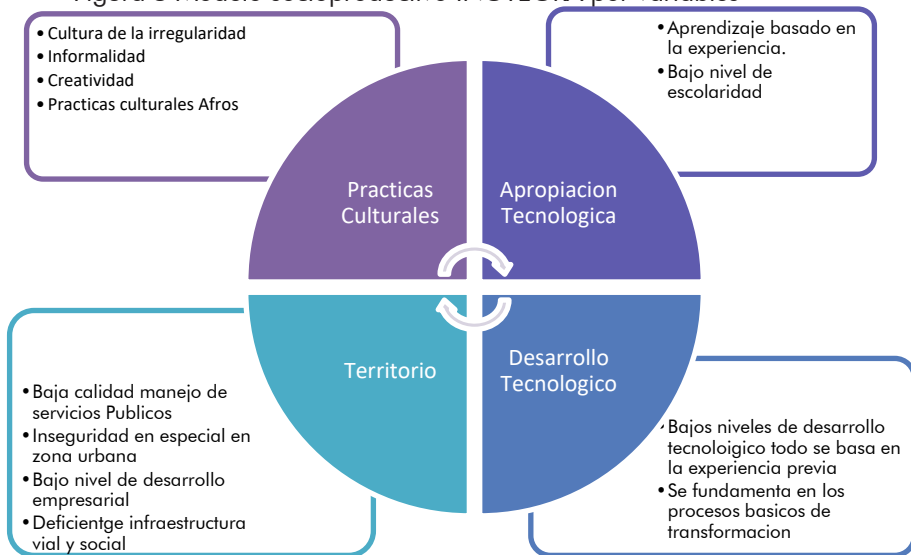 • Cultura de la irregularidad
• Informalidad
• Creatividad
• Practicas culturales Afros
• Aprendizaje basado en
la experiencia.
• Bajo nivel de
escolaridad
Practicas
Culturales
Apropiacion
Tecnologica
Territorio
Desarrollo
Tecnologico
• Baja calidad manejo de
servicios Publicos
• Inseguridad en especial en
zona urbana
• Bajo nivel de desarrollo
empresarial
• Deficientge infraestructura
vial y social
• Bajos niveles de desarrollo
tecnoloigico todo se basa en
la experiencia previa
• Se fundamenta en los
procesos basicos de
transformacion